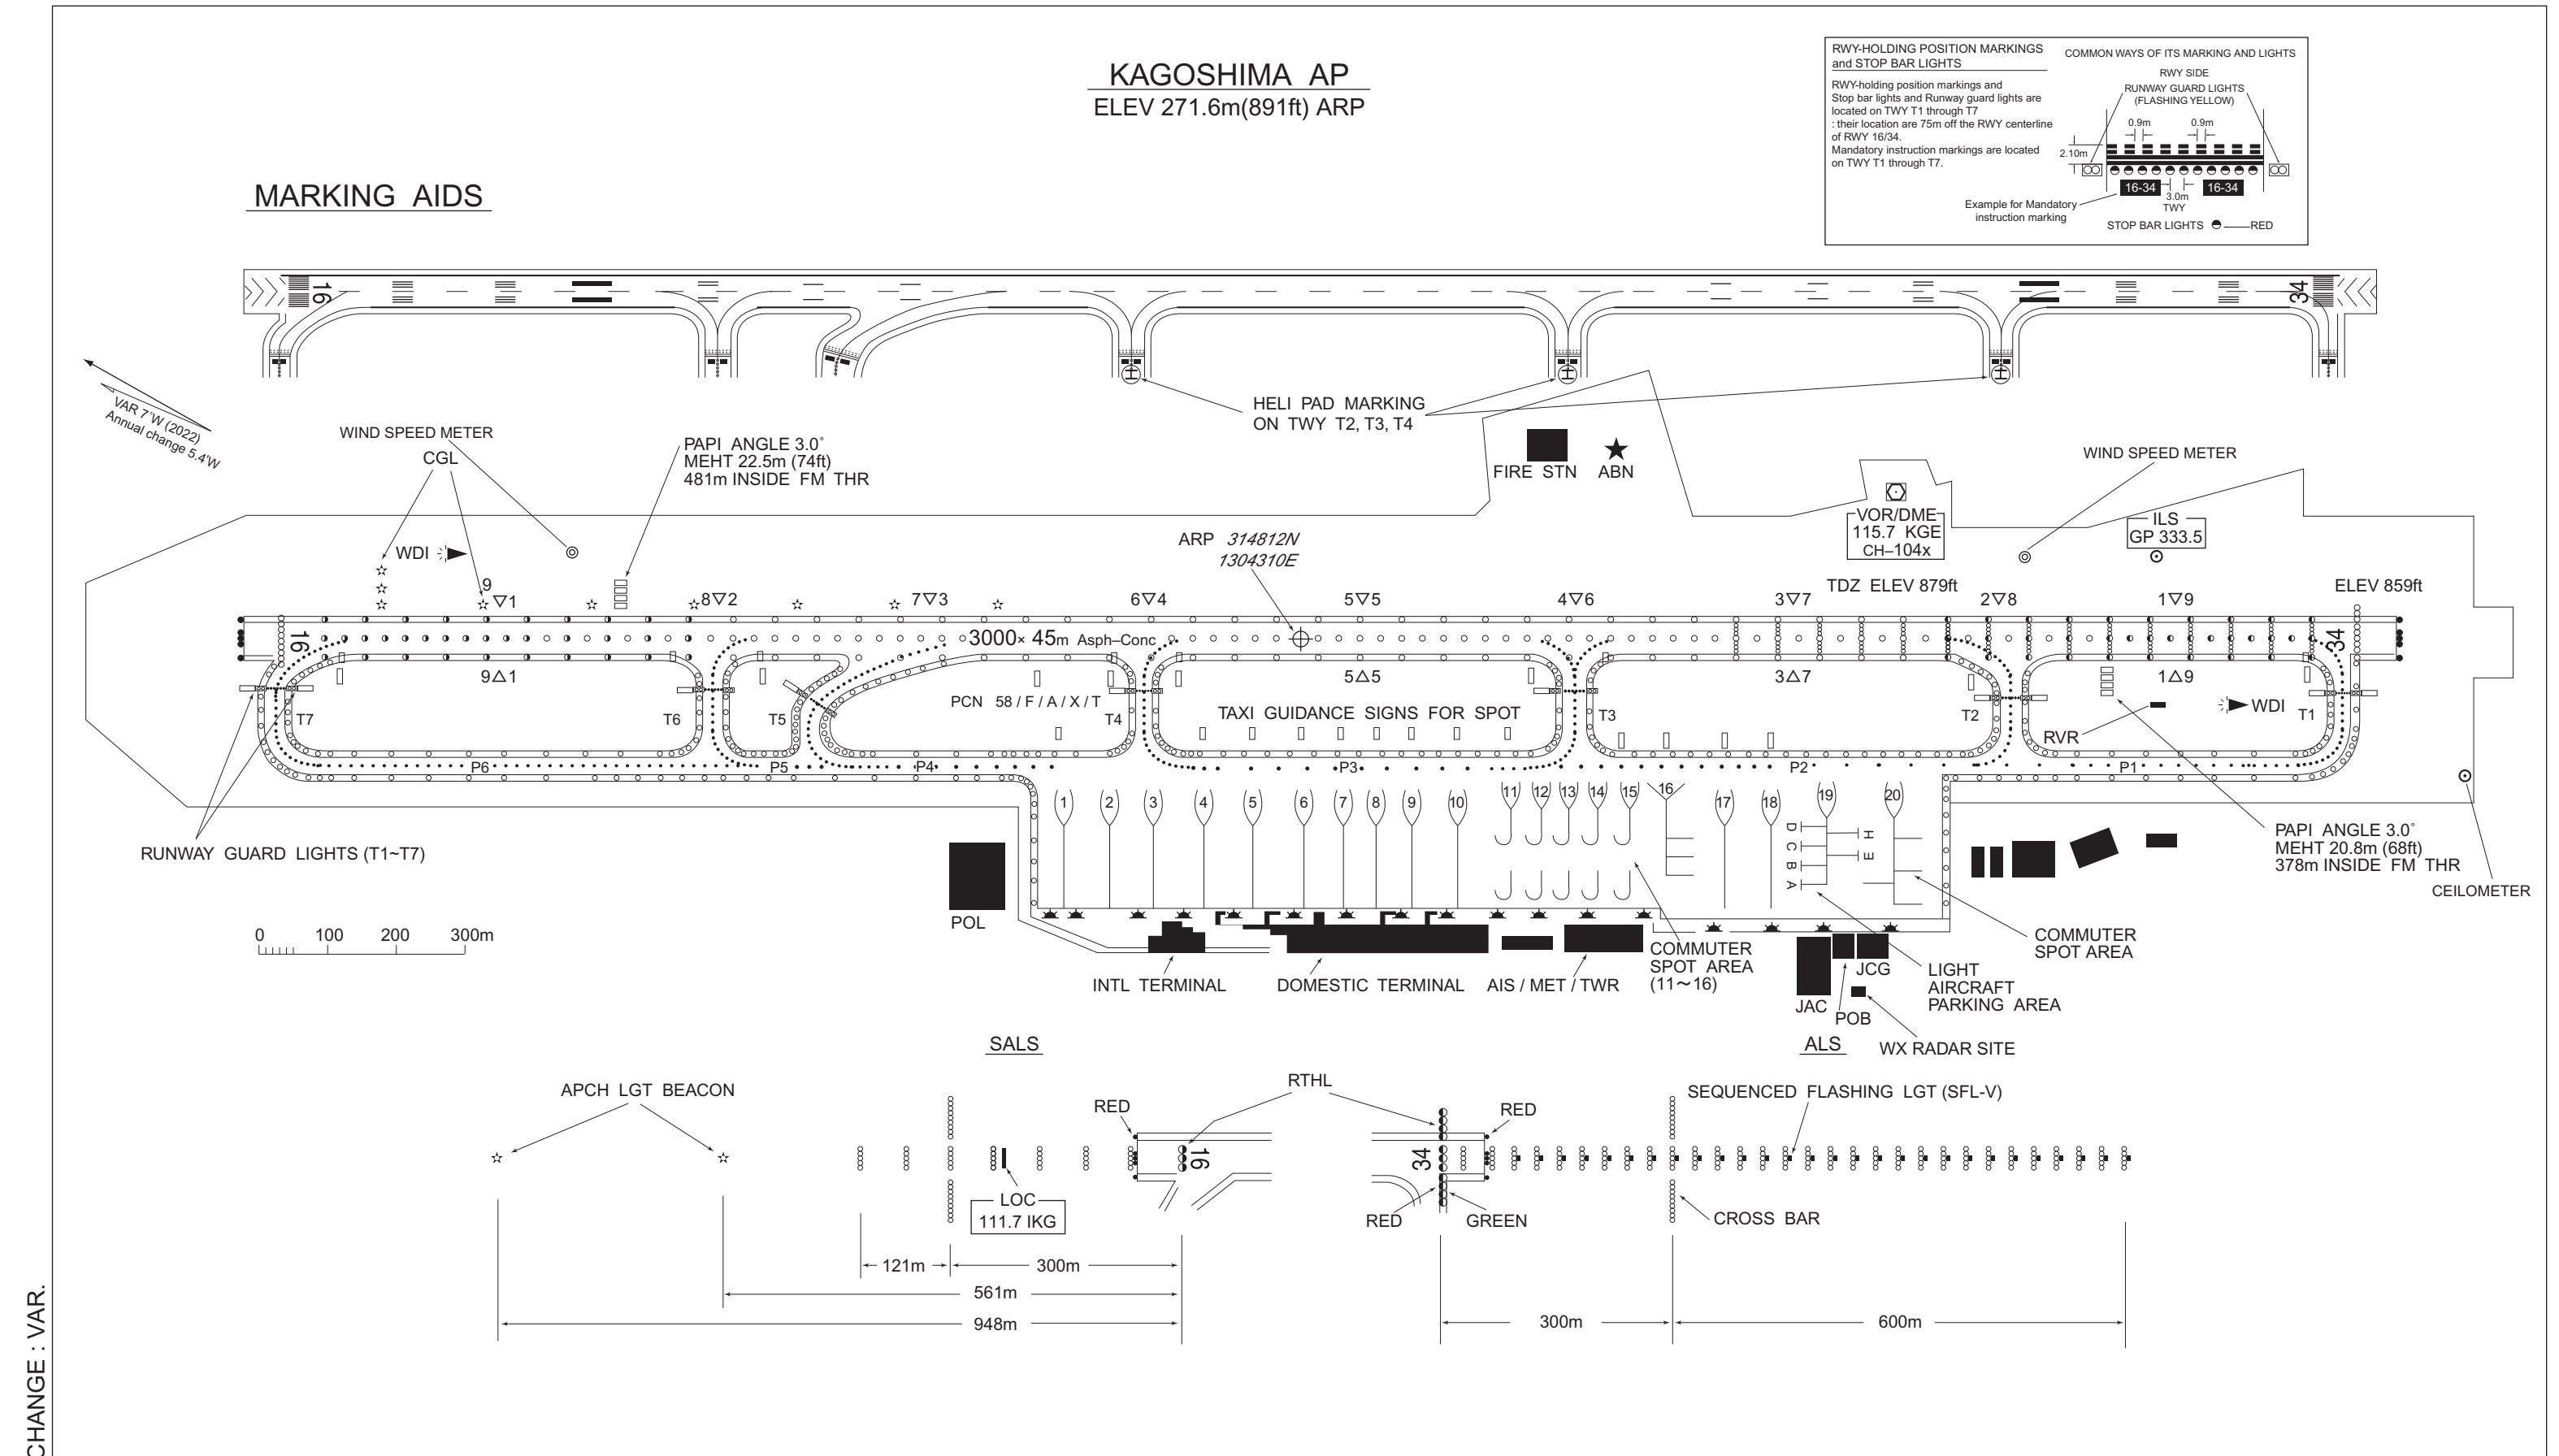 KAGOSHIMA AP
ELEV 271.6m(891ft) ARP
MARKING AIDS
RWY-HOLDING POSITION MARKINGS
and STOP BAR LIGHTS
RWY-holding position markings and
Stop bar lights and Runway guard lights are
located on TWY T1 through T7
: their location are 75m off the RWY centerline
of RWY 16/34.
Mandatory instruction markings are located
on TWY T1 through T7.
COMMON WAYS OF ITS MARKING AND LIGHTS
RWY SIDE
RUNWAY GUARD LIGHTS
(FLASHING YELLOW)
0.9m 0.9m
2.10m
16-34 16-34
3.0m
TWY
Example for Mandatory
instruction marking
STOP BAR LIGHTS RED
16 34
HELI PAD MARKING
ON TWY T2, T3, T4
VAR 7°W (2022)
Annual change 5.4'W
WIND SPEED METER
CGL
PAPI ANGLE 3.0°
MEHT 22.5m (74ft)
481m INSIDE FM THR
FIRE STN ABN
WIND SPEED METER
VOR/DME
115.7 KGE
CH–104x
ILS
GP 333.5
WDI
ARP 314812N
1304310E
TDZ ELEV 879ft
ELEV 859ft
9
▽1 8▽2 7▽3 6▽4 5▽5 4▽6 3▽7 2▽8 1▽9
16 3000× 45m Asph–Conc 34
9△1 5△5 3△7 1△9
PCN 58 / F / A / X / T
TAXI GUIDANCE SIGNS FOR SPOT
T7 T6 T5 T4 T3 T2 T1
WDI
RVR
P6 P5 P4 P3 P2 P1
1 2 3 4 5 6 7 8 9 10 11 12 13 14 15 16 17 18 19 20
D C B A
H E
RUNWAY GUARD LIGHTS (T1~T7)
PAPI ANGLE 3.0°
MEHT 20.8m (68ft)
378m INSIDE FM THR
CEILOMETER
0 100 200 300m
POL
INTL TERMINAL
DOMESTIC TERMINAL
AIS / MET / TWR
COMMUTER
SPOT AREA
(11～16)
JAC
POB
JCG
LIGHT
AIRCRAFT
PARKING AREA
COMMUTER
SPOT AREA
WX RADAR SITE
SALS
ALS
APCH LGT BEACON
RED
RTHL
RED
SEQUENCED FLASHING LGT (SFL-V)
16 34
LOC
111.7 IKG
RED
GREEN
CROSS BAR
121m 300m
561m
948m
300m 600m
CHANGE : VAR.